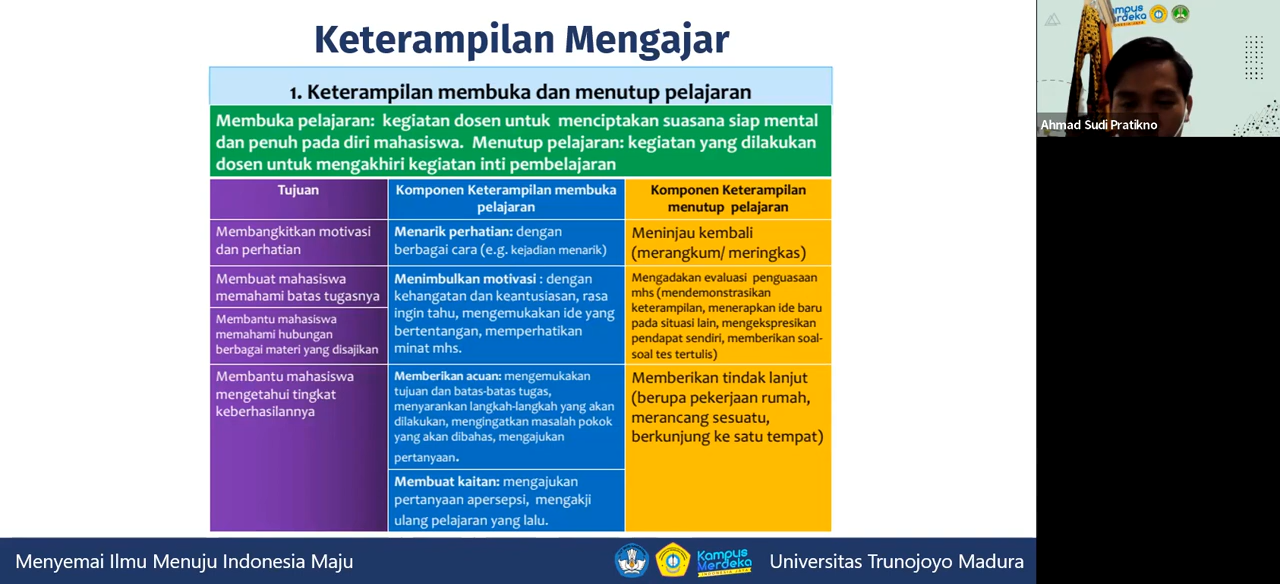 Keterampilan Mengajar
1. Keterampilan membuka dan menutup pelajaran
Membuka pelajaran: kegiatan dosen untuk menciptakan suasana siap mental
dan penuh pada diri mahasiswa. Menutup pelajaran: kegiatan yang dilakukan
dosen untuk mengakhiri kegiatan inti pembelajaran
Tujuan
Komponen Keterampilan membuka
pelajaran
Komponen Keterampilan
menutup pelajaran
Membangkitkan motivasi
dan perhatian
Menarik perhatian: dengan
berbagai cara (e.g. kejadian menarik)
Meninjau kembali
(merangkum/ meringkas)
Membuat mahasiswa
memahami batas tugasnya
Membantu mahasiswa
memahami hubungan
berbagai materi yang disajikan
Menimbulkan motivasi : dengan
kehangatan dan keantusiasan, rasa
ingin tahu, mengemukakan ide yang
bertentangan, memperhatikan
minat mhs.
Mengadakan evaluasi penguasaan
mhs (mendemonstrasikan
keterampilan, menerapkan ide baru
pada situasi lain, mengekspresikan
pendapat sendiri, memberikan soal-
soal tes tertulis)
Membantu mahasiswa
mengetahui tingkat
keberhasilannya
Memberikan acuan: mengemukakan
tujuan dan batas-batas tugas,
menyarankan langkah-langkah yang akan
dilakukan, mengingatkan masalah pokok
yang akan dibahas, mengajukan
pertanyaan.
Memberikan tindak lanjut
(berupa pekerjaan rumah,
merancang sesuatu,
berkunjung ke satu tempat)
Membuat kaitan: mengajukan
pertanyaan apersepsi, mengakji
ulang pelajaran yang lalu.
Menyemai Ilmu Menuju Indonesia Maju
Kampus
Merdeka
INDONESIA JAYA
Universitas Trunojoyo Madura
Ahmad Sudi Pratikno